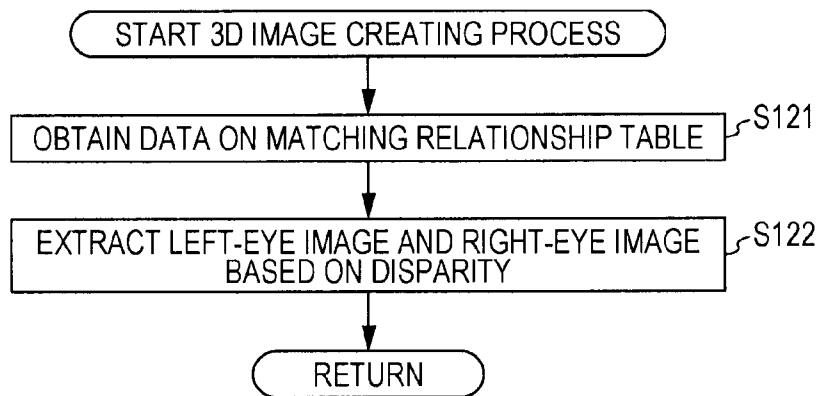 START 3D IMAGE CREATING PROCESS
OBTAIN DATA ON MATCHING RELATIONSHIP TABLE
S121
EXTRACT LEFT-EYE IMAGE AND RIGHT-EYE IMAGE
BASED ON DISPARITY
S122
RETURN